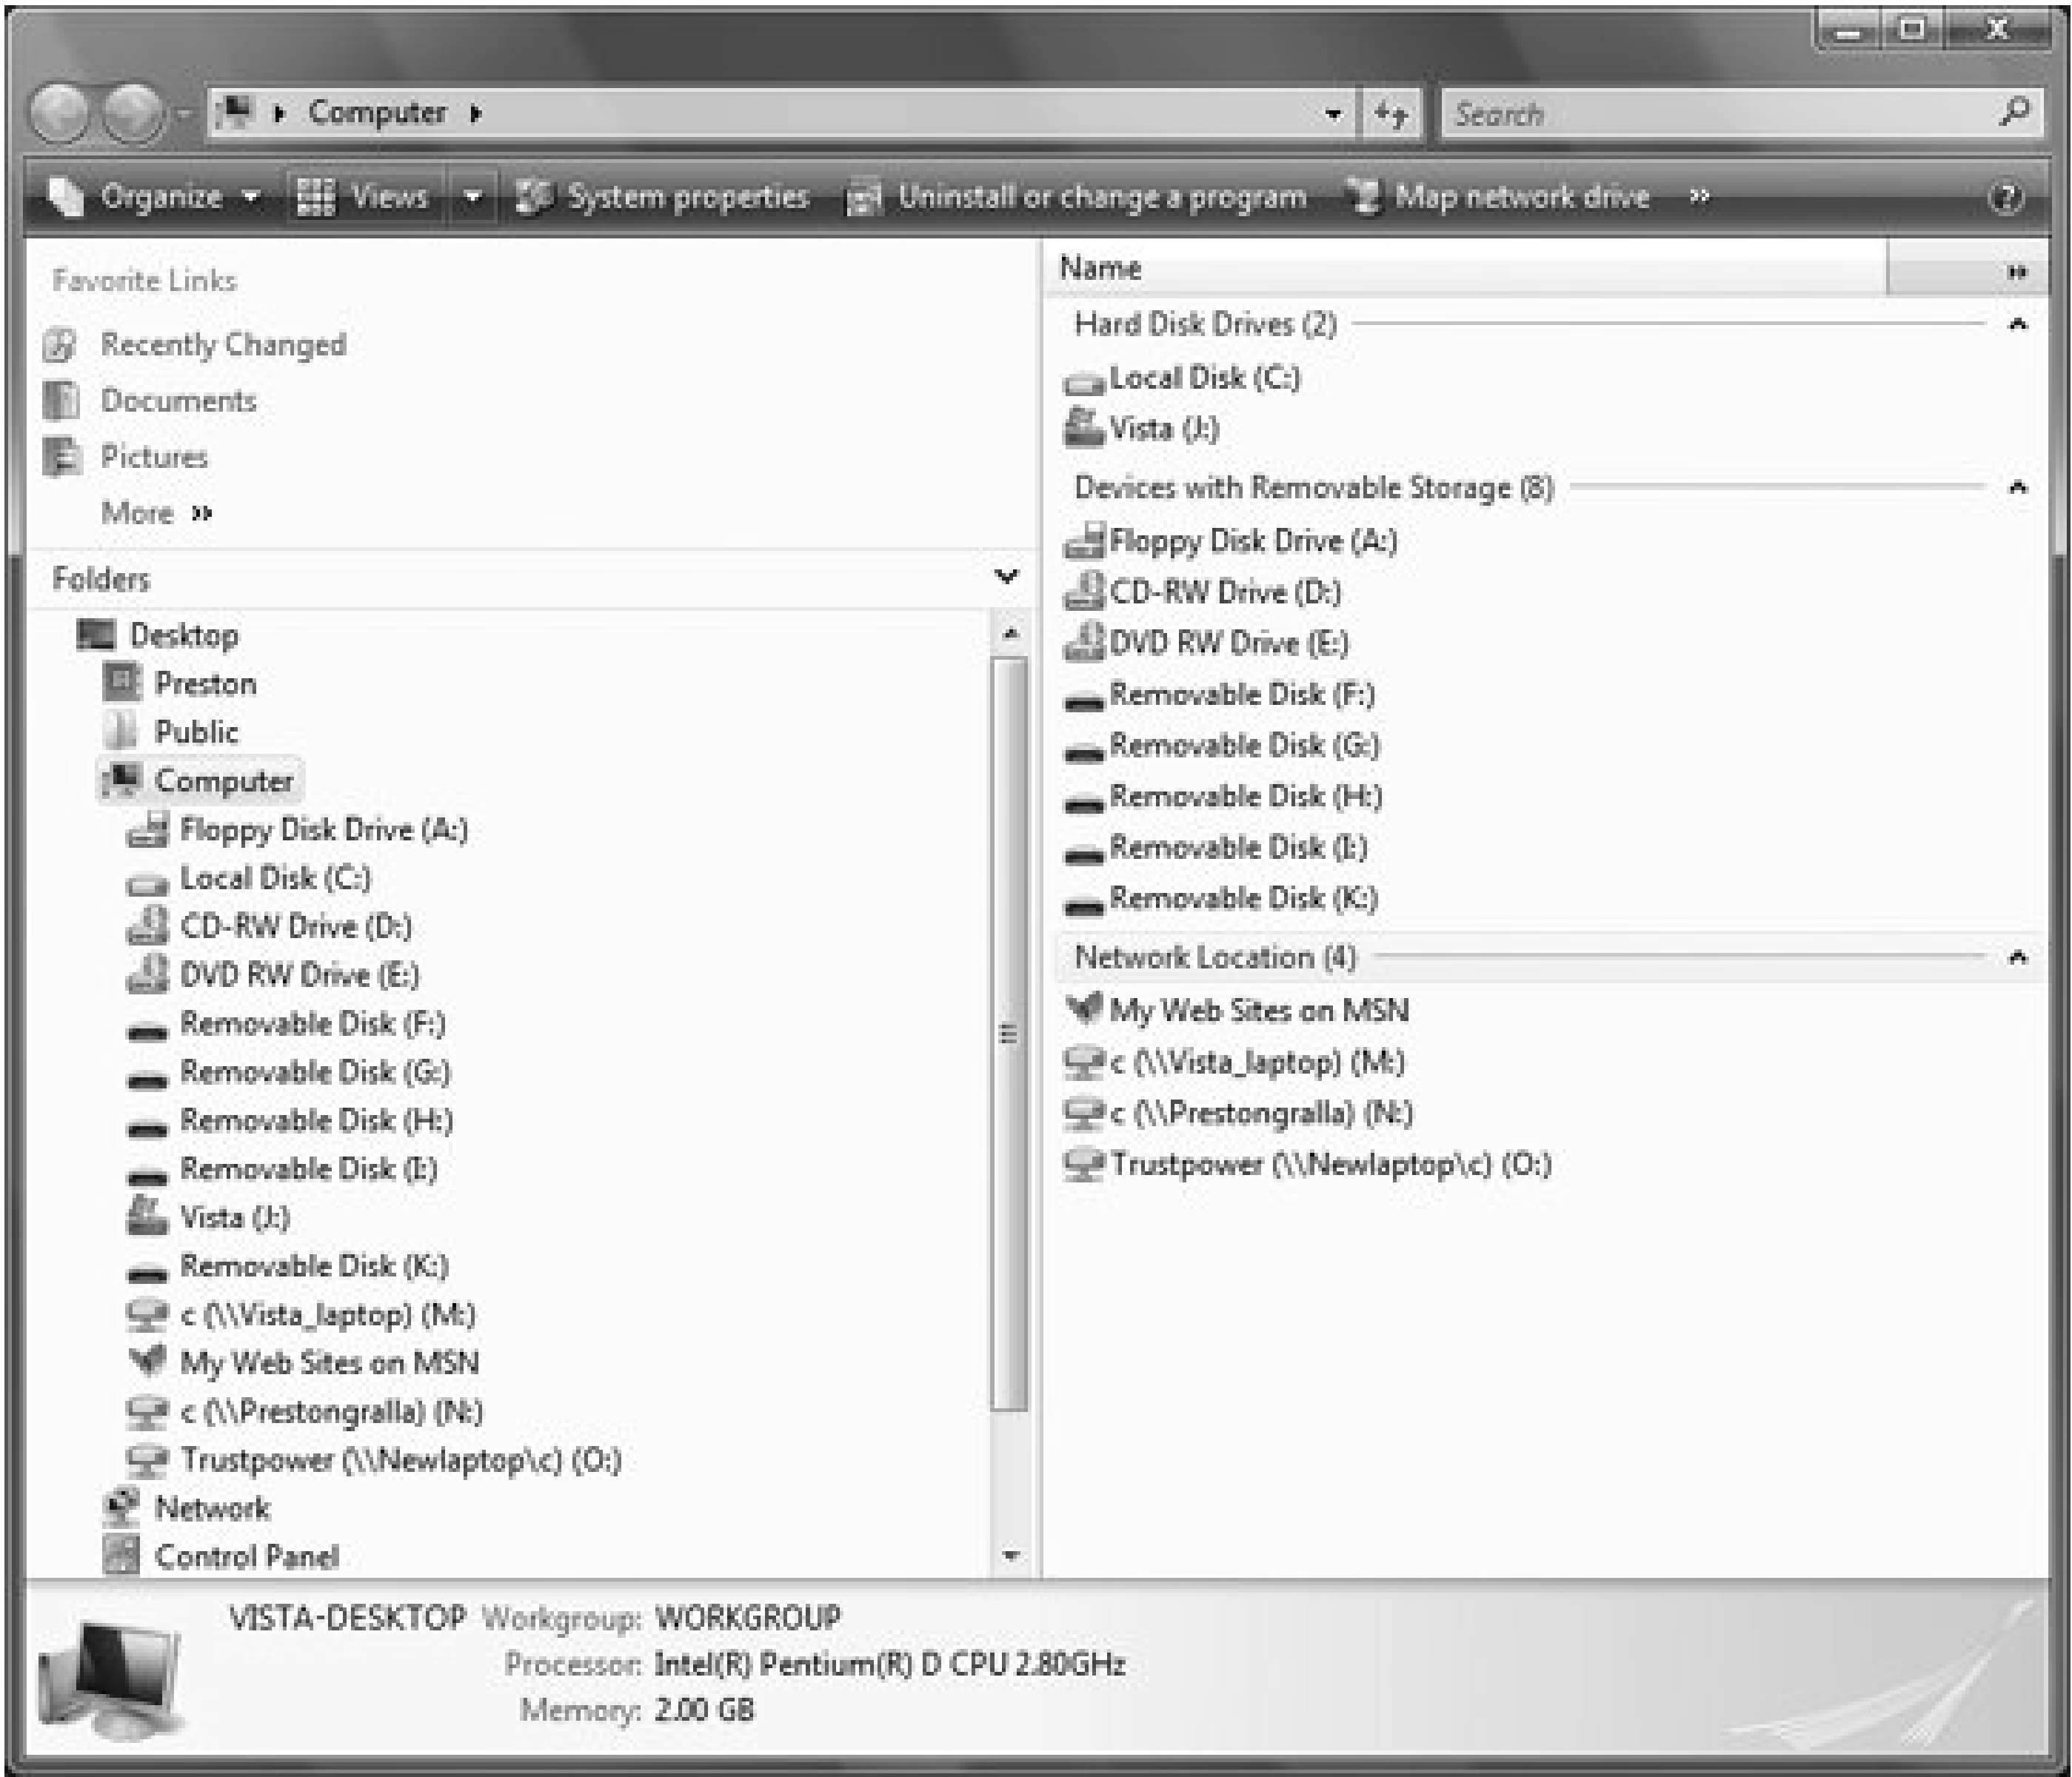 Computer
Search
Organize Views System properties Uninstall or change a program Map network drive »
Favorite Links
Recently Changed
Documents
Pictures
More »
Folders
Desktop
Preston
Public
Computer
Floppy Disk Drive (A:)
Local Disk (C:)
CD-RW Drive (D:)
DVD RW Drive (E:)
Removable Disk (F:)
Removable Disk (G:)
Removable Disk (H:)
Removable Disk (I:)
Vista (J:)
Removable Disk (K:)
c (\\Vista_laptop) (M:)
My Web Sites on MSN
c (\\Prestongralla) (N:)
Trustpower (\\Newlaptop\c) (O:)
Network
Control Panel
Name »
Hard Disk Drives (2)
Local Disk (C:)
Vista (J:)
Devices with Removable Storage (8)
Floppy Disk Drive (A:)
CD-RW Drive (D:)
DVD RW Drive (E:)
Removable Disk (F:)
Removable Disk (G:)
Removable Disk (H:)
Removable Disk (I:)
Removable Disk (K:)
Network Location (4)
My Web Sites on MSN
c (\\Vista_laptop) (M:)
c (\\Prestongralla) (N:)
Trustpower (\\Newlaptop\c) (O:)
VISTA-DESKTOP Workgroup: WORKGROUP
Processor: Intel(R) Pentium(R) D CPU 2.80GHz
Memory: 2.00 GB